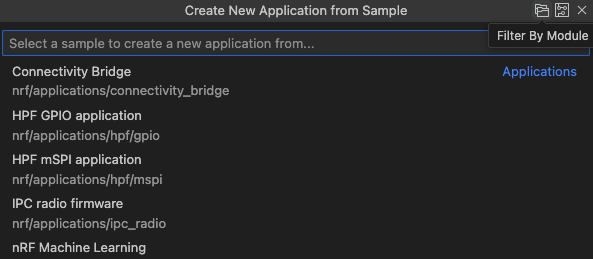 Create New Application from Sample
Select a sample to create a new application from...
Filter By Module
Connectivity Bridge
Applications
nrf/applications/connectivity_bridge
HPF GPIO application
nrf/applications/hpf/gpio
HPF mSPI application
nrf/applications/hpf/mspi
IPC radio firmware
nrf/applications/ipc_radio
nRF Machine Learning